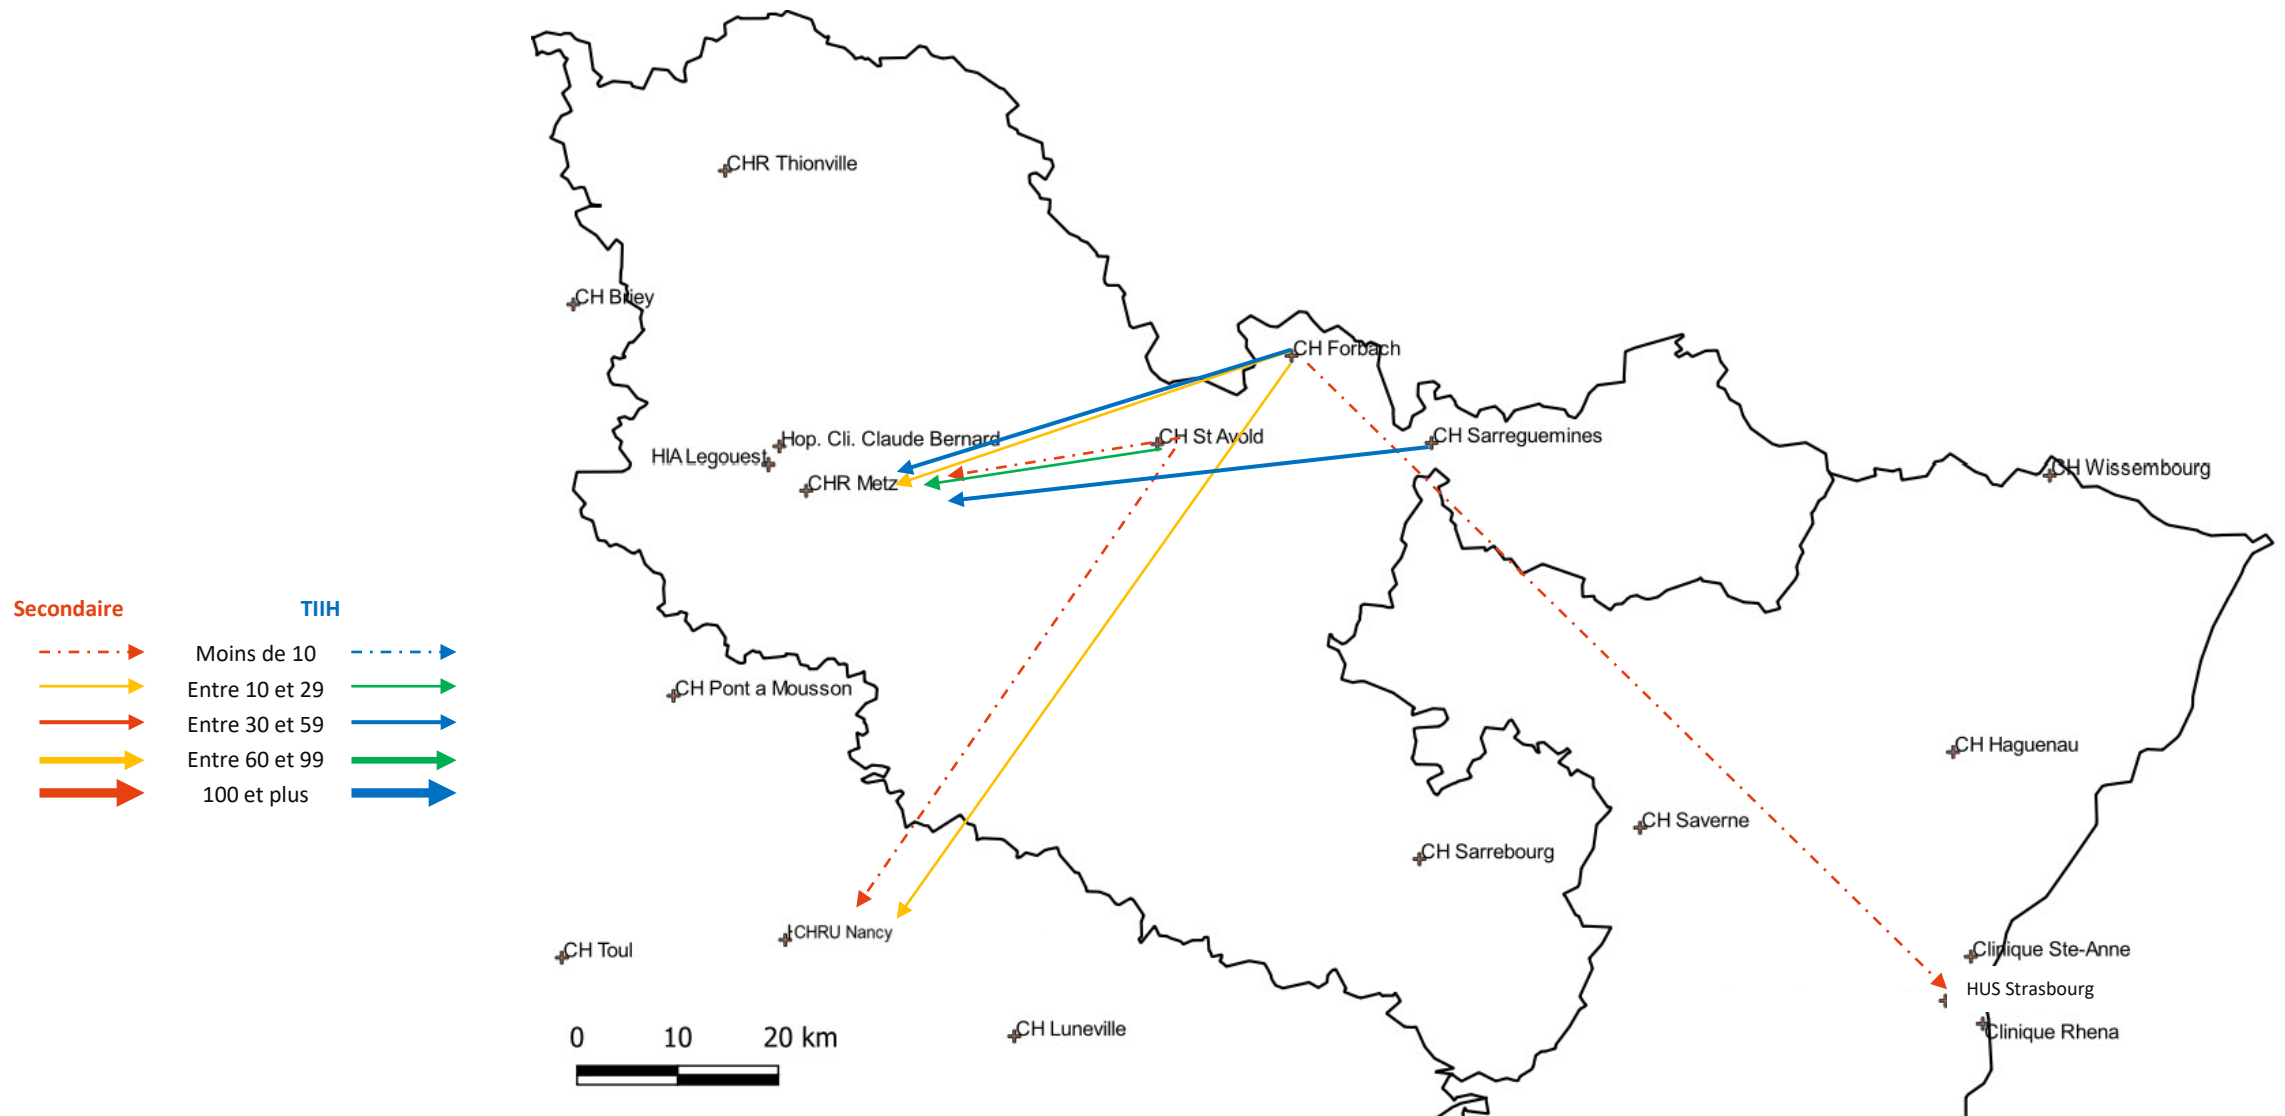 CHR Thionville
CH Briey
CH Forbach
Hop. Cli. Claude Bernard
CH St Avold
CH Sarreguemines
HIA Legouest
CHR Metz
CH Wissembourg
Secondaire
TIIH
Moins de 10
Entre 10 et 29
Entre 30 et 59
Entre 60 et 99
100 et plus
CH Pont a Mousson
CH Haguenau
CH Saverne
CH Sarrebourg
CHRU Nancy
CH Toul
Clinique Ste-Anne
HUS Strasbourg
Clinique Rhena
CH Luneville
0 10 20 km